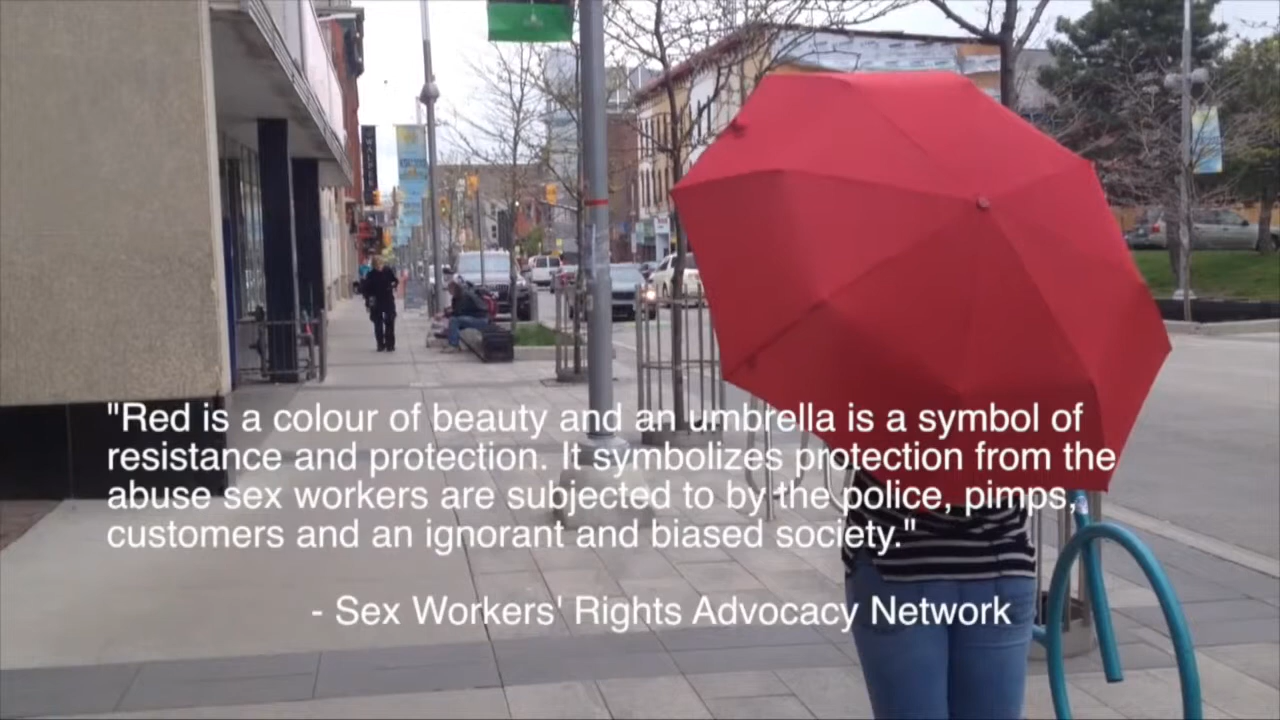 "Red is a colour of beauty and an umbrella is a symbol of
resistance and protection. It symbolizes protection from the
abuse sex workers are subjected to by the police, pimps,
customers and an ignorant and biased society."
- Sex Workers' Rights Advocacy Network